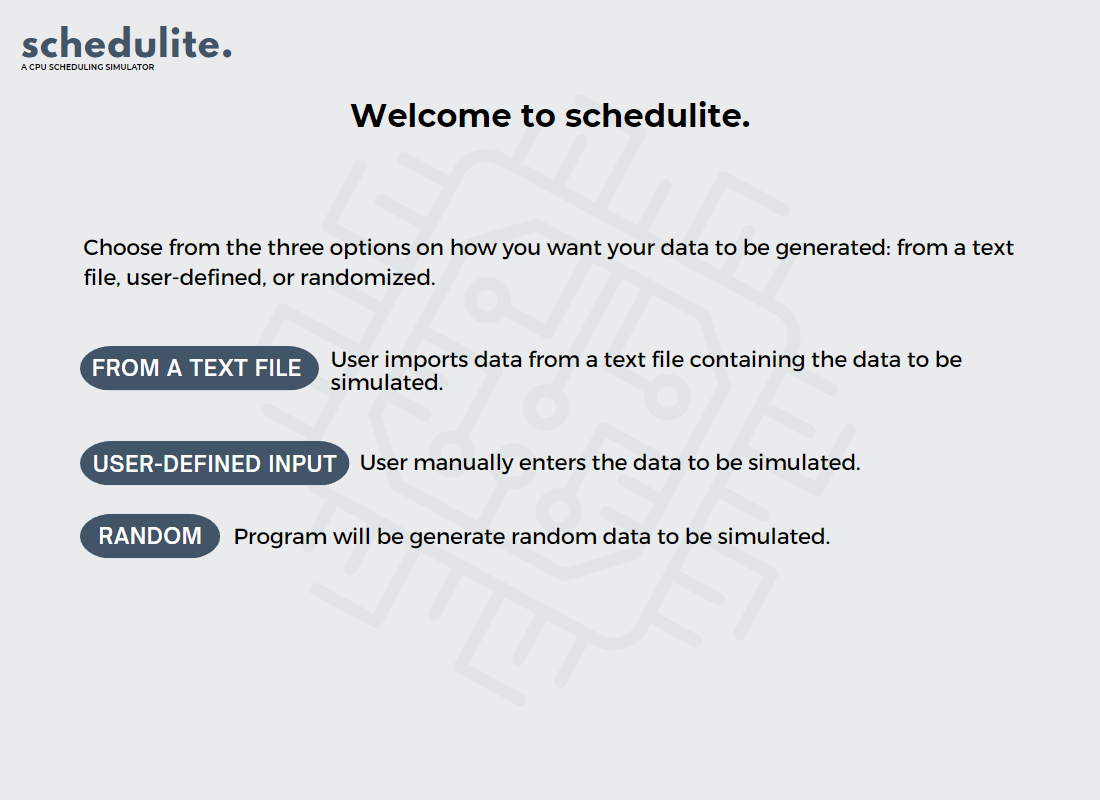 schedulite.
A CPU SCHEDULING SIMULATOR
Welcome to schedulite.
Choose from the three options on how you want your data to be generated: from a text
file, user-defined, or randomized.
FROM A TEXT FILE
User imports data from a text file containing the data to be
simulated.
USER-DEFINED INPUT
User manually enters the data to be simulated.
RANDOM
Program will be generate random data to be simulated.